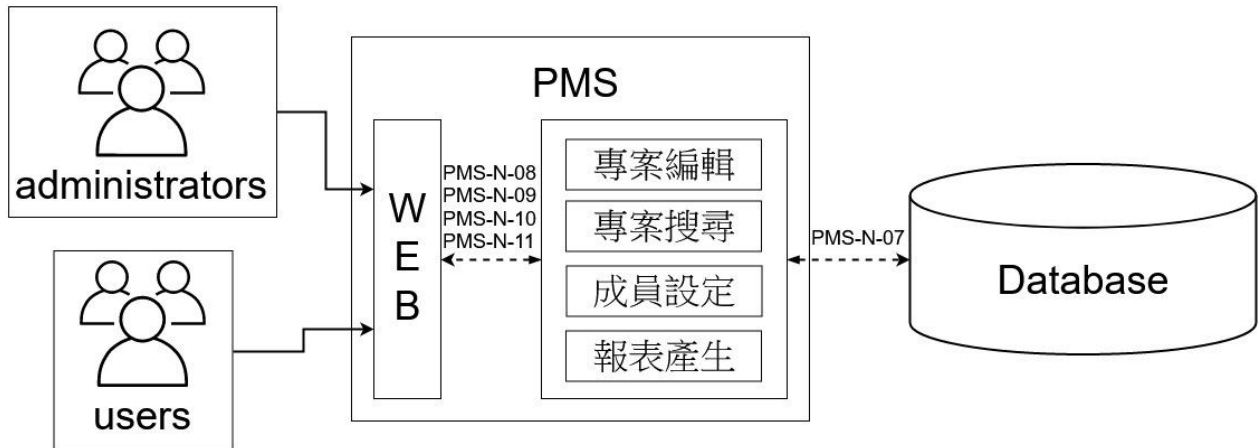 administrators
users
PMS
W
E
B
PMS-N-08
PMS-N-09
PMS-N-10
PMS-N-11
專案編輯
專案搜尋
成員設定
報表產生
PMS-N-07
Database